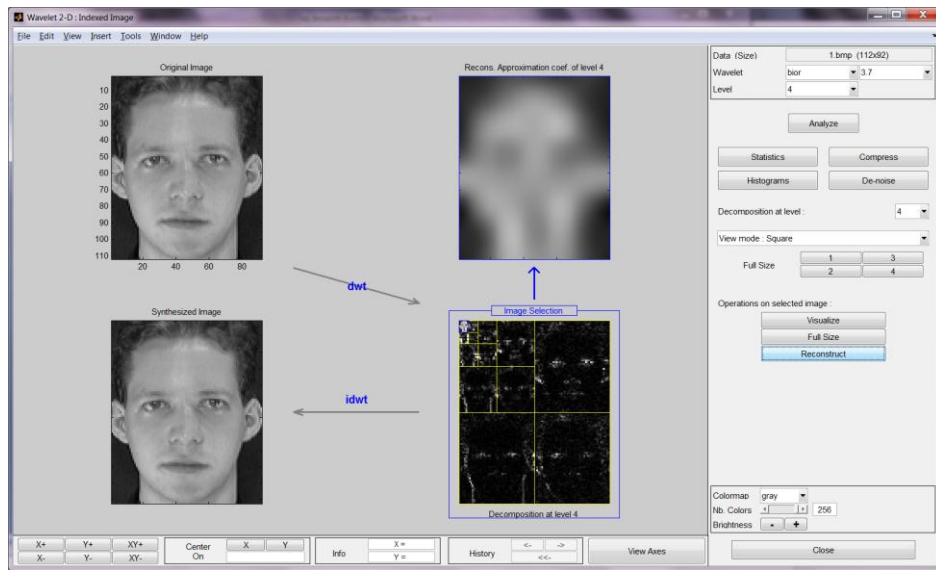 Wavelet 2-D : Indexed Image
File Edit View Insert Tools Window Help
Original Image
10
20
30
40
50
60
70
80
90
100
110
20 40 60 80
Recons. Approximation coef. of level 4
dwt
Synthesized Image
idwt
Image Selection
Decomposition at level 4
Data (Size) 1.bmp (112x92)
Wavelet bior 3.7
Level 4
Analyze
Statistics Compress
Histograms De-noise
Decomposition at level : 4
View mode : Square
Full Size 1 3
2 4
Operations on selected image :
Visualize
Full Size
Reconstruct
Colormap gray
Nb. Colors 256
Brightness - +
X+ Y+ XY+
X- Y- XY-
Center On X Y
Info X =
Y =
History <- ->
<<-
View Axes
Close